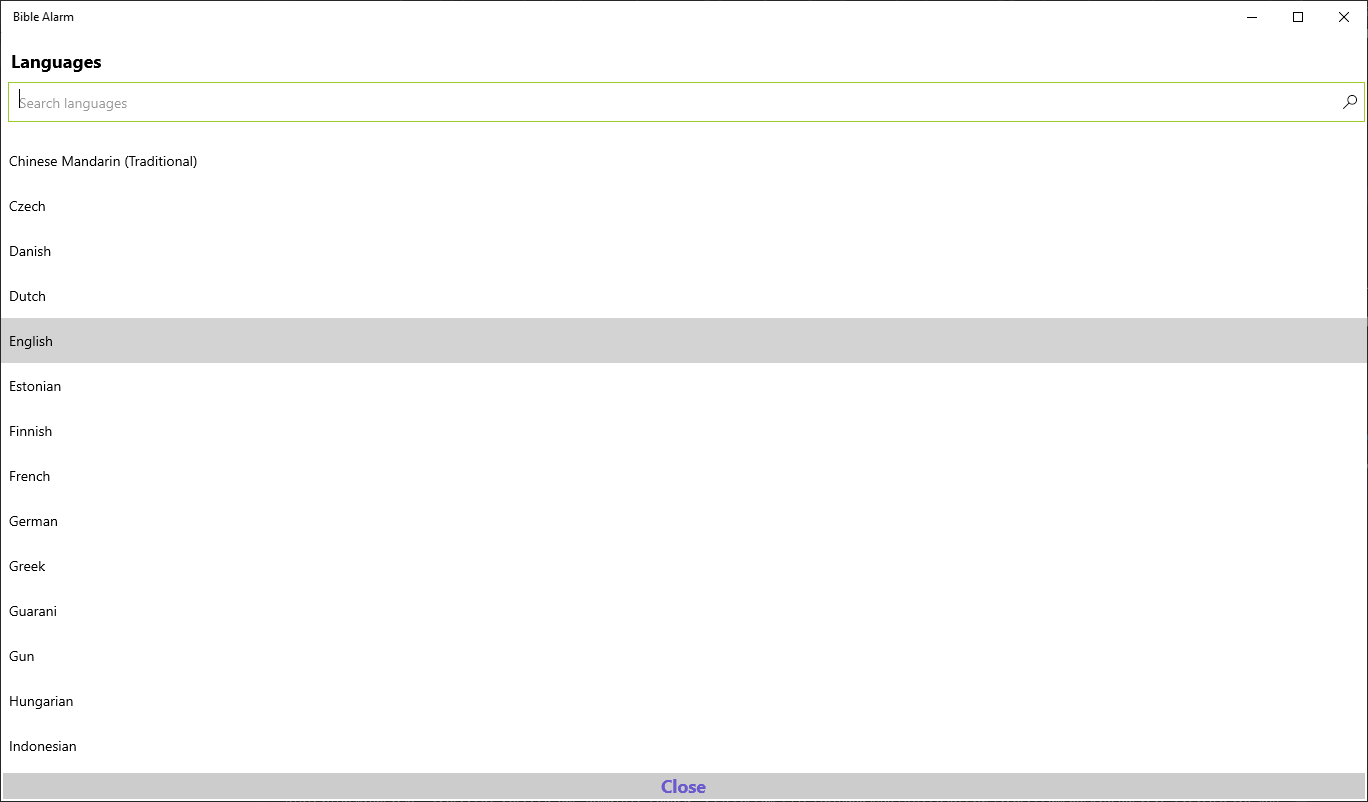 Bible Alarm
Languages
Search languages
Chinese Mandarin (Traditional)
Czech
Danish
Dutch
English
Estonian
Finnish
French
German
Greek
Guarani
Gun
Hungarian
Indonesian
Close